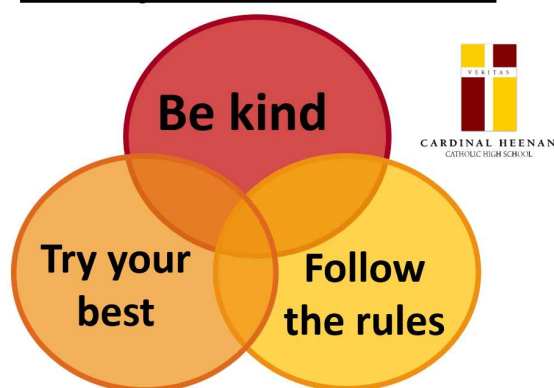 Be kind
VERITAS
CARDINAL HEENAN
CATHOLIC HIGH SCHOOL
Try your
best
Follow
the rules